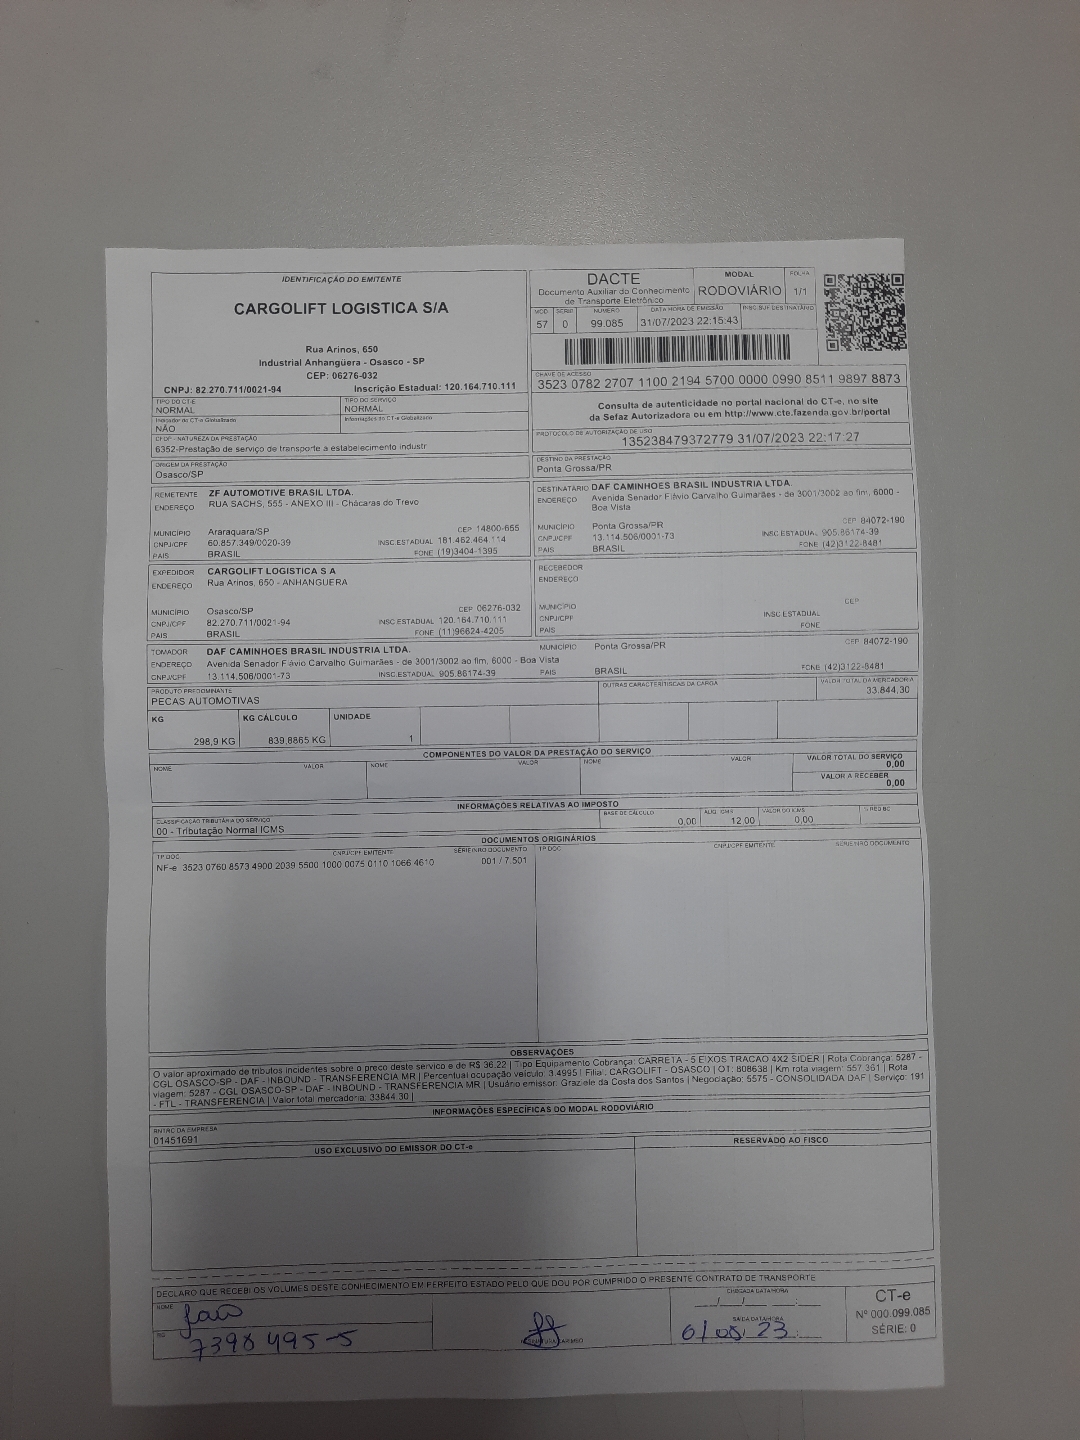 IDENTIFICAÇÃO DO EMITENTE
CARGOLIFT LOGISTICA S/A
Rua Arinos, 650
Industrial Anhangüera - Osasco - SP
CEP: 06276-032
CNPJ: 82.270.711/0021-94 Inscrição Estadual: 120.164.710.111
DACTE
Documento Auxiliar do Conhecimento
de Transporte Eletrônico
MODAL
RODOVIÁRIO
FOLHA
1/1
MOD SÉRIE NÚMERO DATA HORA DE EMISSÃO INSC.SUF.DESTINATÁRIO
57 0 99.085 31/07/2023 22:15:43
CHAVE DE ACESSO
3523 0782 2707 1100 2194 5700 0000 0990 8511 9897 8873
Consulta de autenticidade no portal nacional do CT-e, no site
da Sefaz Autorizadora ou em http://www.cte.fazenda.gov.br/portal
PROTOCOLO DE AUTORIZAÇÃO DE USO
135238479372779 31/07/2023 22:17:27
TIPO DO CT-E TIPO DO SERVIÇO
NORMAL NORMAL
Indicador do CT-e Globalizado Informações do CT-e Globalizado
NÃO
CFOP - NATUREZA DA PRESTAÇÃO
6352-Prestação de serviço de transporte a estabelecimento industr
ORIGEM DA PRESTAÇÃO
Osasco/SP
DESTINO DA PRESTAÇÃO
Ponta Grossa/PR
REMETENTE ZF AUTOMOTIVE BRASIL LTDA.
ENDEREÇO RUA SACHS, 555 - ANEXO III - Chácaras do Trevo
MUNICÍPIO Araraquara/SP CEP 14800-655
CNPJ/CPF 60.857.349/0020-39 INSC.ESTADUAL 181.462.464.114
PAÍS BRASIL FONE (19)3404-1395
DESTINATÁRIO DAF CAMINHOES BRASIL INDUSTRIA LTDA.
ENDEREÇO Avenida Senador Flávio Carvalho Guimarães - de 3001/3002 ao fim, 6000 -
Boa Vista
CEP 84072-190
MUNICÍPIO Ponta Grossa/PR
CNPJ/CPF 13.114.506/0001-73 INSC.ESTADUAL 905.86174-39
PAÍS BRASIL FONE (42)3122-8481
EXPEDIDOR CARGOLIFT LOGISTICA S A
ENDEREÇO Rua Arinos, 650 - ANHANGUERA
MUNICÍPIO Osasco/SP CEP 06276-032
CNPJ/CPF 82.270.711/0021-94 INSC.ESTADUAL 120.164.710.111
PAÍS BRASIL FONE (11)96624-4205
RECEBEDOR
ENDEREÇO
CEP
MUNICÍPIO
CNPJ/CPF INSC.ESTADUAL
PAÍS FONE
TOMADOR DAF CAMINHOES BRASIL INDUSTRIA LTDA. MUNICÍPIO Ponta Grossa/PR CEP 84072-190
ENDEREÇO Avenida Senador Flávio Carvalho Guimarães - de 3001/3002 ao fim, 6000 - Boa Vista
CNPJ/CPF 13.114.506/0001-73 INSC.ESTADUAL 905.86174-39 PAÍS BRASIL FONE (42)3122-8481
PRODUTO PREDOMINANTE OUTRAS CARACTERÍSTICAS DA CARGA VALOR TOTAL DA MERCADORIA
PECAS AUTOMOTIVAS 33.844,30
KG KG CÁLCULO UNIDADE
298,9 KG 839,8865 KG 1
COMPONENTES DO VALOR DA PRESTAÇÃO DO SERVIÇO
NOME VALOR NOME VALOR NOME VALOR
VALOR TOTAL DO SERVIÇO
0,00
VALOR A RECEBER
0,00
INFORMAÇÕES RELATIVAS AO IMPOSTO
CLASSIFICAÇÃO TRIBUTÁRIA DO SERVIÇO BASE DE CÁLCULO ALIQ ICMS VALOR DO ICMS % RED BC
00 - Tributação Normal ICMS 0,00 12,00 0,00
DOCUMENTOS ORIGINÁRIOS
TP DOC CNPJ/CPF EMITENTE SÉRIE/NRO DOCUMENTO TP DOC CNPJ/CPF EMITENTE SÉRIE/NRO DOCUMENTO
NF-e 3523 0760 8573 4900 2039 5500 1000 0075 0110 1066 4610 001 / 7.501
OBSERVAÇÕES
O valor aproximado de tributos incidentes sobre o preço deste serviço e de R$ 36,22 | Tipo Equipamento Cobrança: CARRETA - 5 EIXOS TRACAO 4X2 SIDER | Rota Cobrança: 5287 -
CGL OSASCO-SP - DAF - INBOUND - TRANSFERENCIA MR | Percentual ocupação veículo: 3.4995 | Filial: CARGOLIFT - OSASCO | O1: 808638 | Km rota viagem: 557.361 | Rota
viagem: 5287 - CGL OSASCO-SP - DAF - INBOUND - TRANSFERENCIA MR | Usuário emissor: Graziele da Costa dos Santos | Negociação: 5575 - CONSOLIDADA DAF | Serviço: 191
- FTL - TRANSFERENCIA | Valor total mercadoria: 33844.30 |
INFORMAÇÕES ESPECÍFICAS DO MODAL RODOVIÁRIO
RNTRC DA EMPRESA
01451691
USO EXCLUSIVO DO EMISSOR DO CT-e RESERVADO AO FISCO
DECLARO QUE RECEBI OS VOLUMES DESTE CONHECIMENTO EM PERFEITO ESTADO PELO QUE DOU POR CUMPRIDO O PRESENTE CONTRATO DE TRANSPORTE
NOME
RG
7398495-5
CHEGADA DATA/HORA
SAÍDA DATA/HORA
CT-e
Nº 000.099.085
SÉRIE: 0